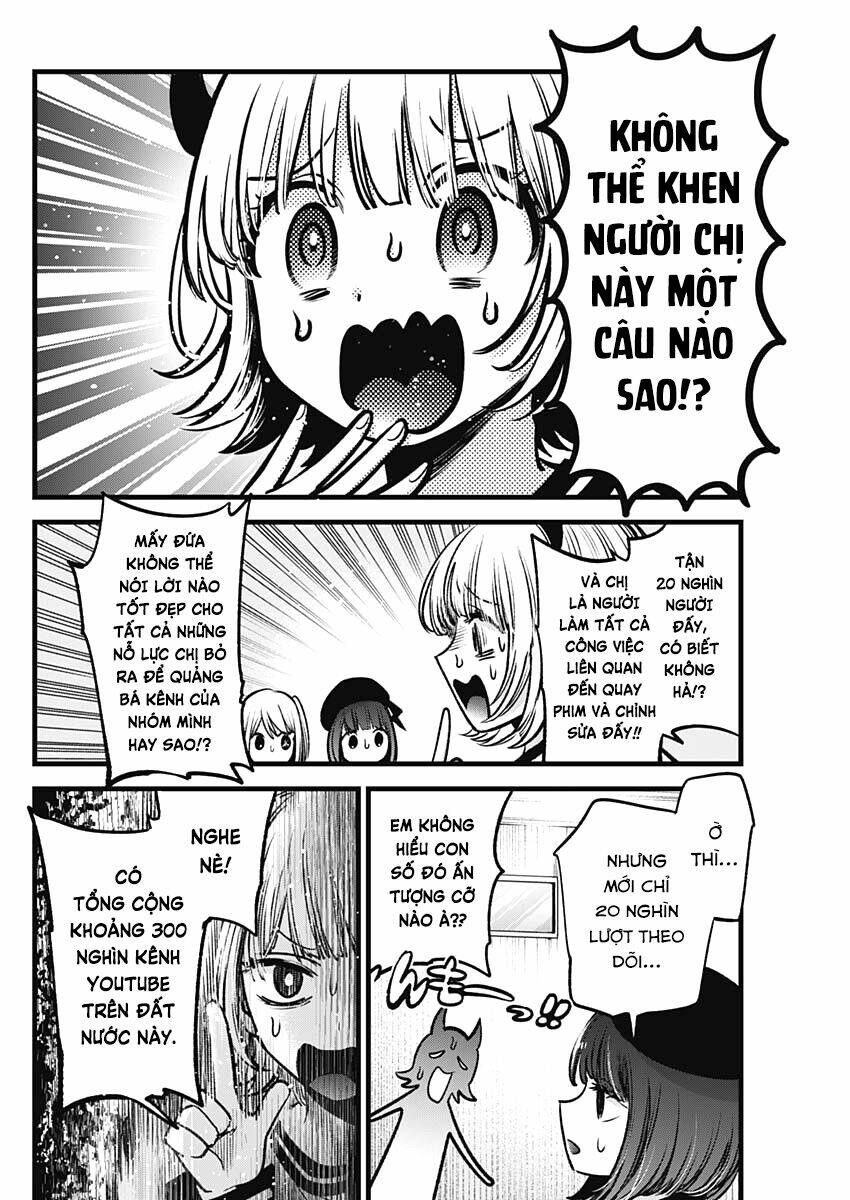 KHÔNG
THỂ KHEN
NGƯỜI CHỊ
NÀY MỘT
CÂU NÀO
SAO!?
TẬN
20 NGHÌN
NGƯỜI
ĐẤY,
CÓ BIẾT
KHÔNG
HẢ!?
VÀ CHỊ
LÀ NGƯỜI
LÀM TẤT CẢ
CÔNG VIỆC
LIÊN QUAN
ĐẾN QUAY
PHIM VÀ CHỈNH
SỬA ĐẤY!!
MẤY ĐỨA
KHÔNG THỂ
NÓI LỜI NÀO
TỐT ĐẸP CHO
TẤT CẢ NHỮNG
NỖ LỰC CHỊ BỎ
RA ĐỂ QUẢNG
BÁ KÊNH CỦA
NHÓM MÌNH
HAY SAO!?
Ờ
THÌ...
NHƯNG
MỚI CHỈ
20 NGHÌN
LƯỢT THEO
DÕI...
EM KHÔNG
HIỂU CON
SỐ ĐÓ ẤN
TƯỢNG CỠ
NÀO À??
んもーっ!!
NGHE
NÈ!
CÓ
TỔNG CỘNG
KHOẢNG 300
NGHÌN KÊNH
YOUTUBE
TRÊN ĐẤT
NƯỚC NÀY.